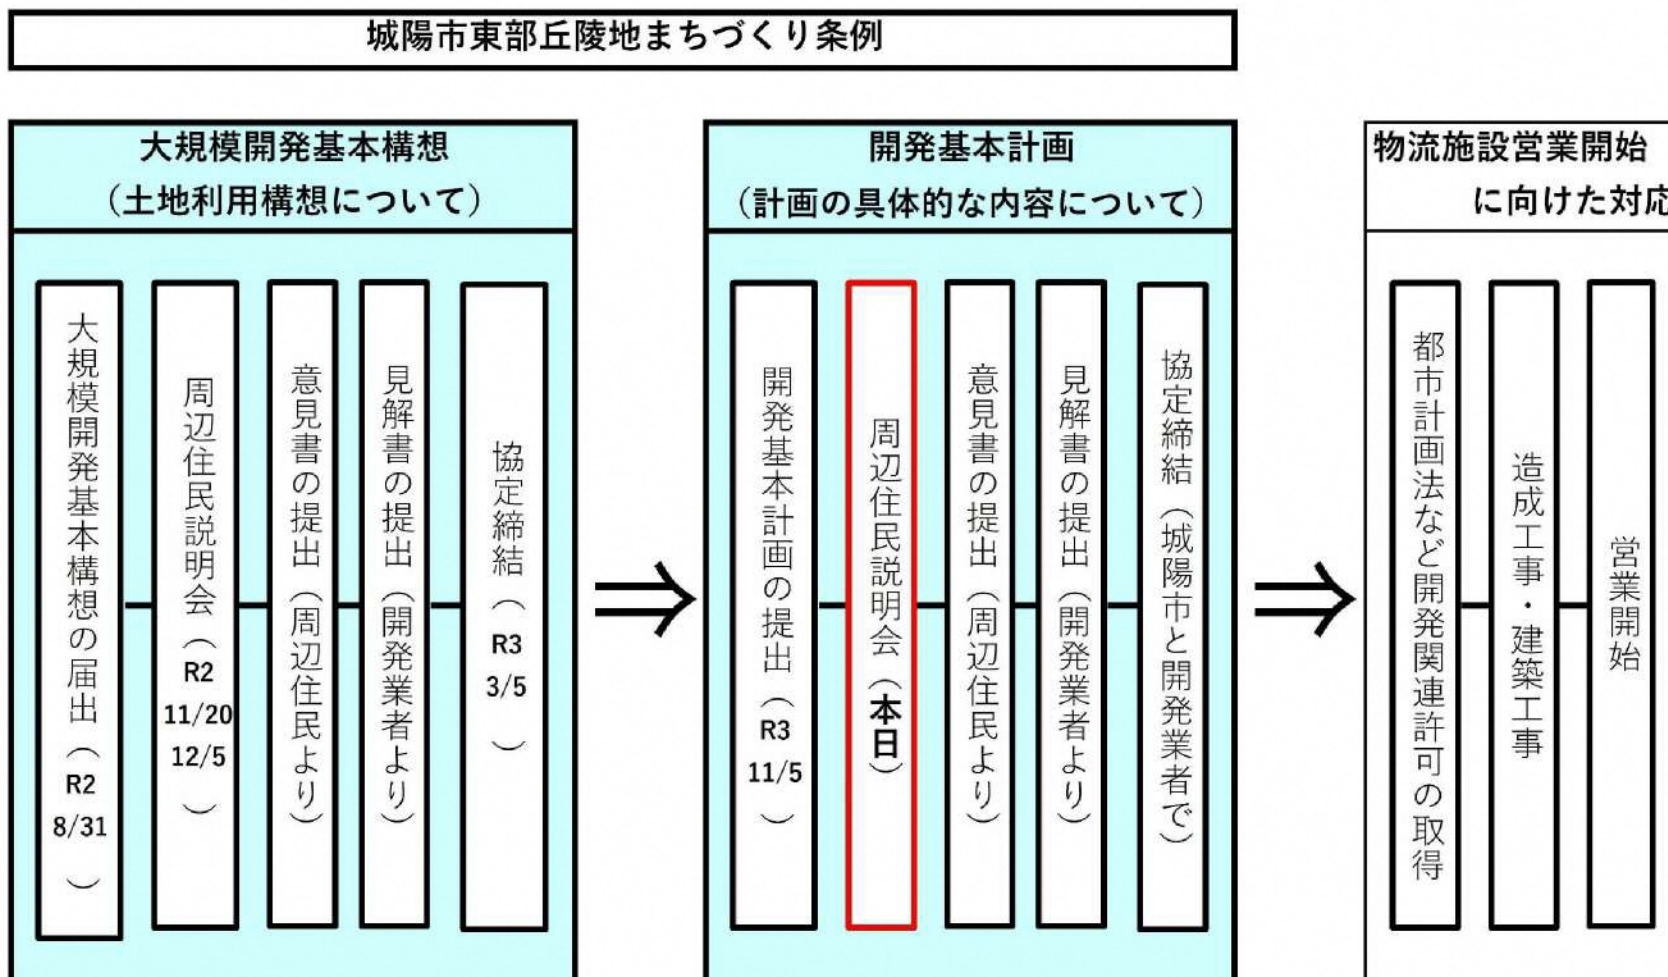 城陽市東部丘陵地まちづくり条例
大規模開発基本構想
（土地利用構想について）
大規模開発基本構想の届出（R2 8/31）
周辺住民説明会（R2 11/20 12/5）
意見書の提出（周辺住民より）
見解書の提出（開発業者より）
協定締結（R3 3/5）
開発基本計画
（計画の具体的な内容について）
開発基本計画の提出（R3 11/5）
周辺住民説明会（本日）
意見書の提出（周辺住民より）
見解書の提出（開発業者より）
協定締結（城陽市と開発業者で）
物流施設営業開始
に向けた対応
都市計画法など開発関連許可の取得
造成工事・建築工事
営業開始